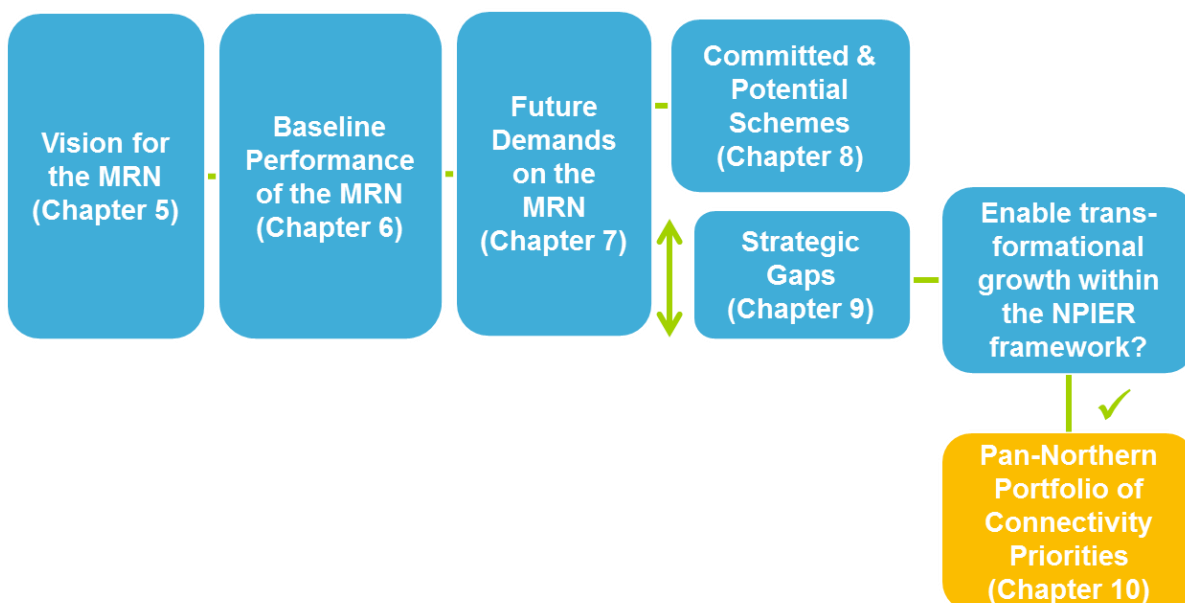 Vision for
the MRN
(Chapter 5)
Baseline
Performance
of the MRN
(Chapter 6)
Future
Demands
on the
MRN
(Chapter 7)
Committed &
Potential
Schemes
(Chapter 8)
Strategic
Gaps
(Chapter 9)
Enable trans-
formational
growth within
the NPIER
framework?
Pan-Northern
Portfolio of
Connectivity
Priorities
(Chapter 10)